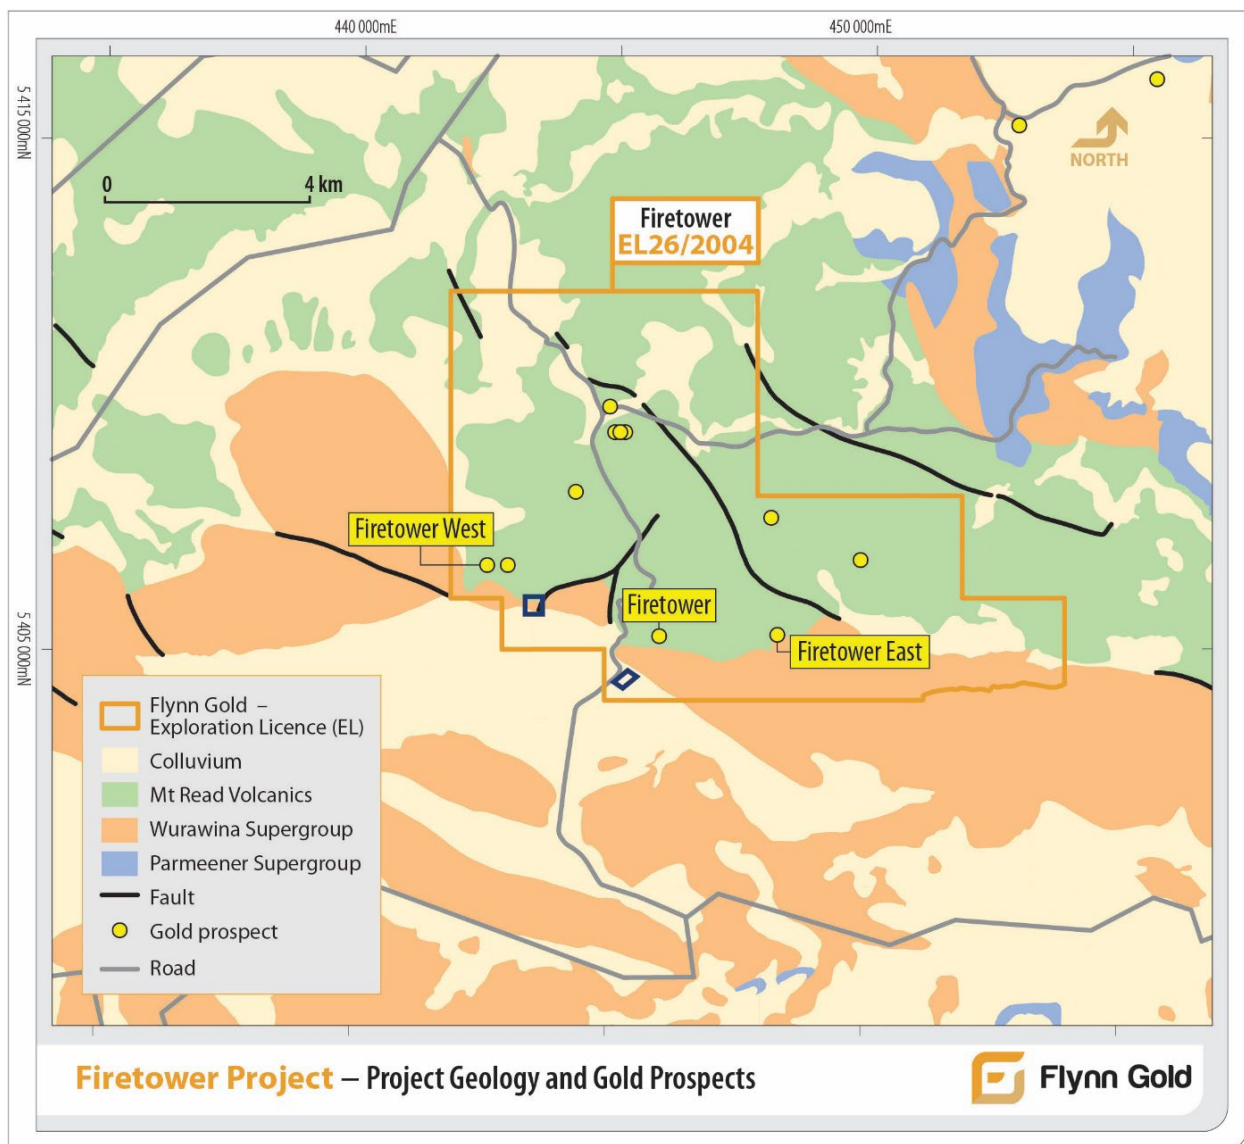 440 000mE
450 000mE
5 415 000mN
NORTH
0
4 km
Firetower
EL26/2004
Firetower West
Firetower
Firetower East
5 405 000mN
Flynn Gold –
Exploration Licence (EL)
Colluvium
Mt Read Volcanics
Wurawina Supergroup
Parmeener Supergroup
Fault
Gold prospect
Road
Firetower Project – Project Geology and Gold Prospects
Flynn Gold